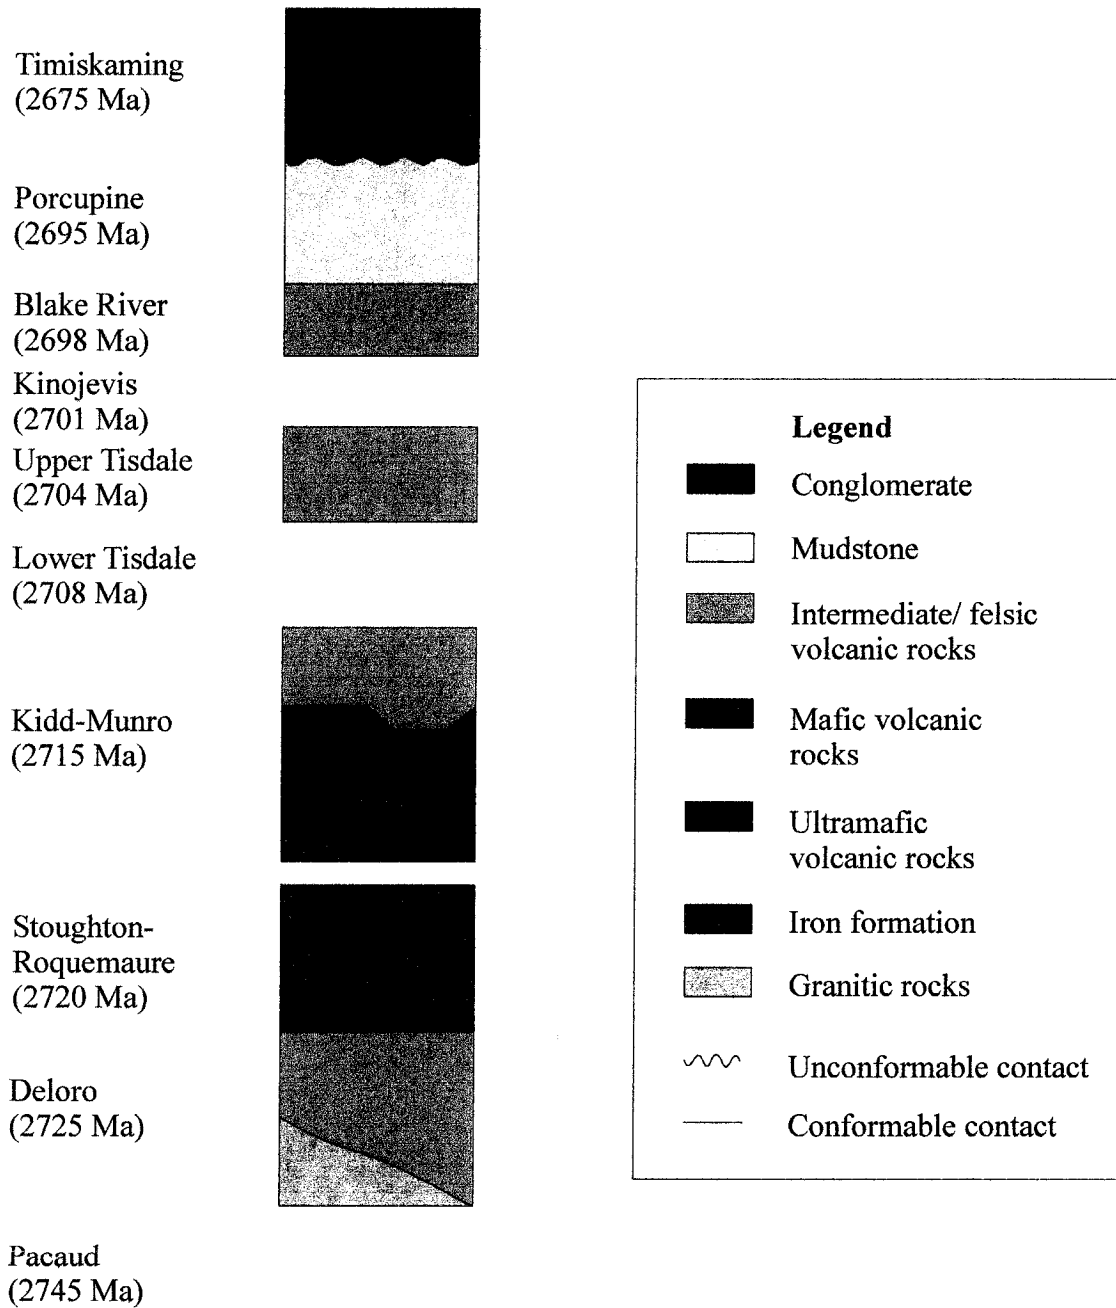 Timiskaming
(2675 Ma)
Porcupine
(2695 Ma)
Blake River
(2698 Ma)
Kinojevis
(2701 Ma)
Upper Tisdale
(2704 Ma)
Lower Tisdale
(2708 Ma)
Kidd-Munro
(2715 Ma)
Stoughton-
Roquemaure
(2720 Ma)
Deloro
(2725 Ma)
Pacaud
(2745 Ma)
Legend
Conglomerate
Mudstone
Intermediate/ felsic
volcanic rocks
Mafic volcanic
rocks
Ultramafic
volcanic rocks
Iron formation
Granitic rocks
Unconformable contact
Conformable contact